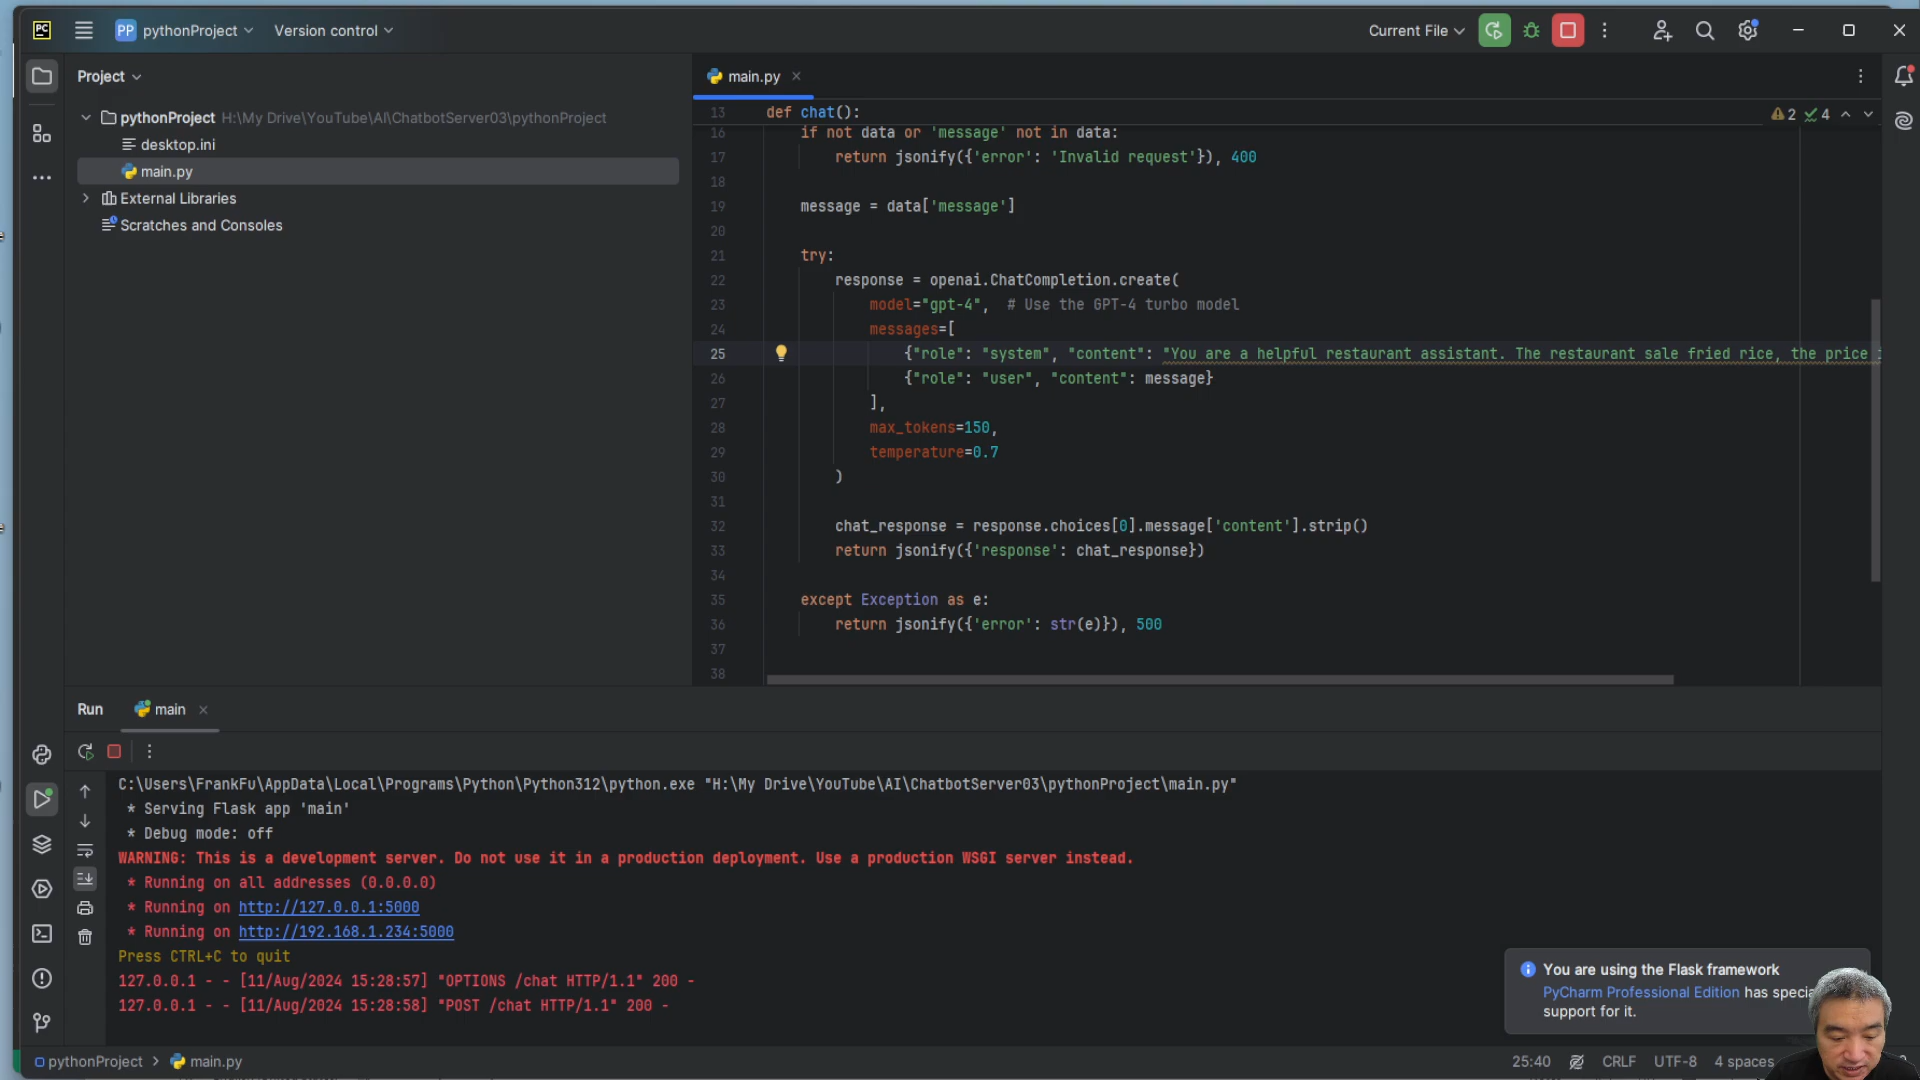 PC
PP pythonProject
Version control
Current File
Project
main.py
pythonProject H:\My Drive\YouTube\AI\ChatbotServer03\pythonProject
desktop.ini
main.py
External Libraries
Scratches and Consoles
2 4
13 def chat():
16 if not data or 'message' not in data:
17 return jsonify({'error': 'Invalid request'}), 400
18
19 message = data['message']
20
21 try:
22 response = openai.ChatCompletion.create(
23 model="gpt-4", # Use the GPT-4 turbo model
24 messages=[
25 {"role": "system", "content": "You are a helpful restaurant assistant. The restaurant sale fried rice, the price
26 {"role": "user", "content": message}
27 ],
28 max_tokens=150,
29 temperature=0.7
30 )
31
32 chat_response = response.choices[0].message['content'].strip()
33 return jsonify({'response': chat_response})
34
35 except Exception as e:
36 return jsonify({'error': str(e)}), 500
37
38
Run main
C:\Users\FrankFu\AppData\Local\Programs\Python\Python312\python.exe "H:\My Drive\YouTube\AI\ChatbotServer03\pythonProject\main.py"
* Serving Flask app 'main'
* Debug mode: off
WARNING: This is a development server. Do not use it in a production deployment. Use a production WSGI server instead.
* Running on all addresses (0.0.0.0)
* Running on http://127.0.0.1:5000
* Running on http://192.168.1.234:5000
Press CTRL+C to quit
127.0.0.1 - - [11/Aug/2024 15:28:57] "OPTIONS /chat HTTP/1.1" 200 -
127.0.0.1 - - [11/Aug/2024 15:28:58] "POST /chat HTTP/1.1" 200 -
You are using the Flask framework
PyCharm Professional Edition has
support for it.
pythonProject > main.py
25:40 CRLF UTF-8 4 spaces